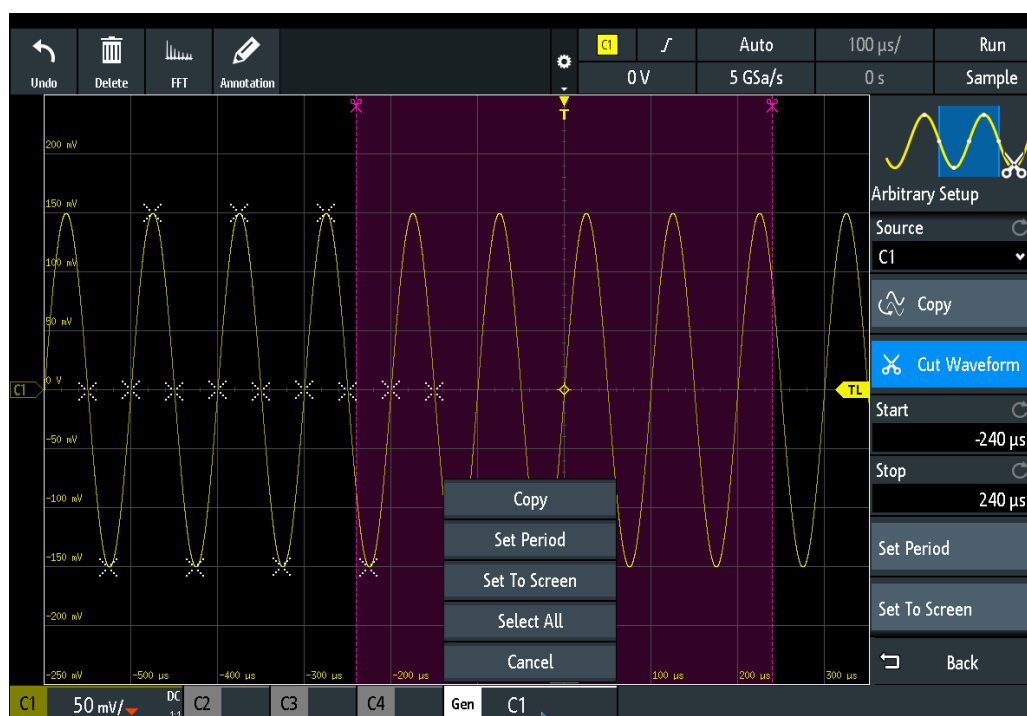 Undo
Delete
FFT
Annotation
C1
Auto
100 µs/
Run
0 V
5 GSa/s
0 s
Sample
T
200 mV
150 mV
100 mV
50 mV
0 V
-50 mV
-100 mV
-150 mV
-200 mV
-250 mV
-500 µs
-400 µs
-300 µs
-200 µs
100 µs
200 µs
300 µs
C1
TL
Copy
Set Period
Set To Screen
Select All
Cancel
Arbitrary Setup
Source
C1
Copy
Cut Waveform
Start
-240 µs
Stop
240 µs
Set Period
Set To Screen
Back
C1
50 mV/
DC
1:1
C2
C3
C4
Gen
C1